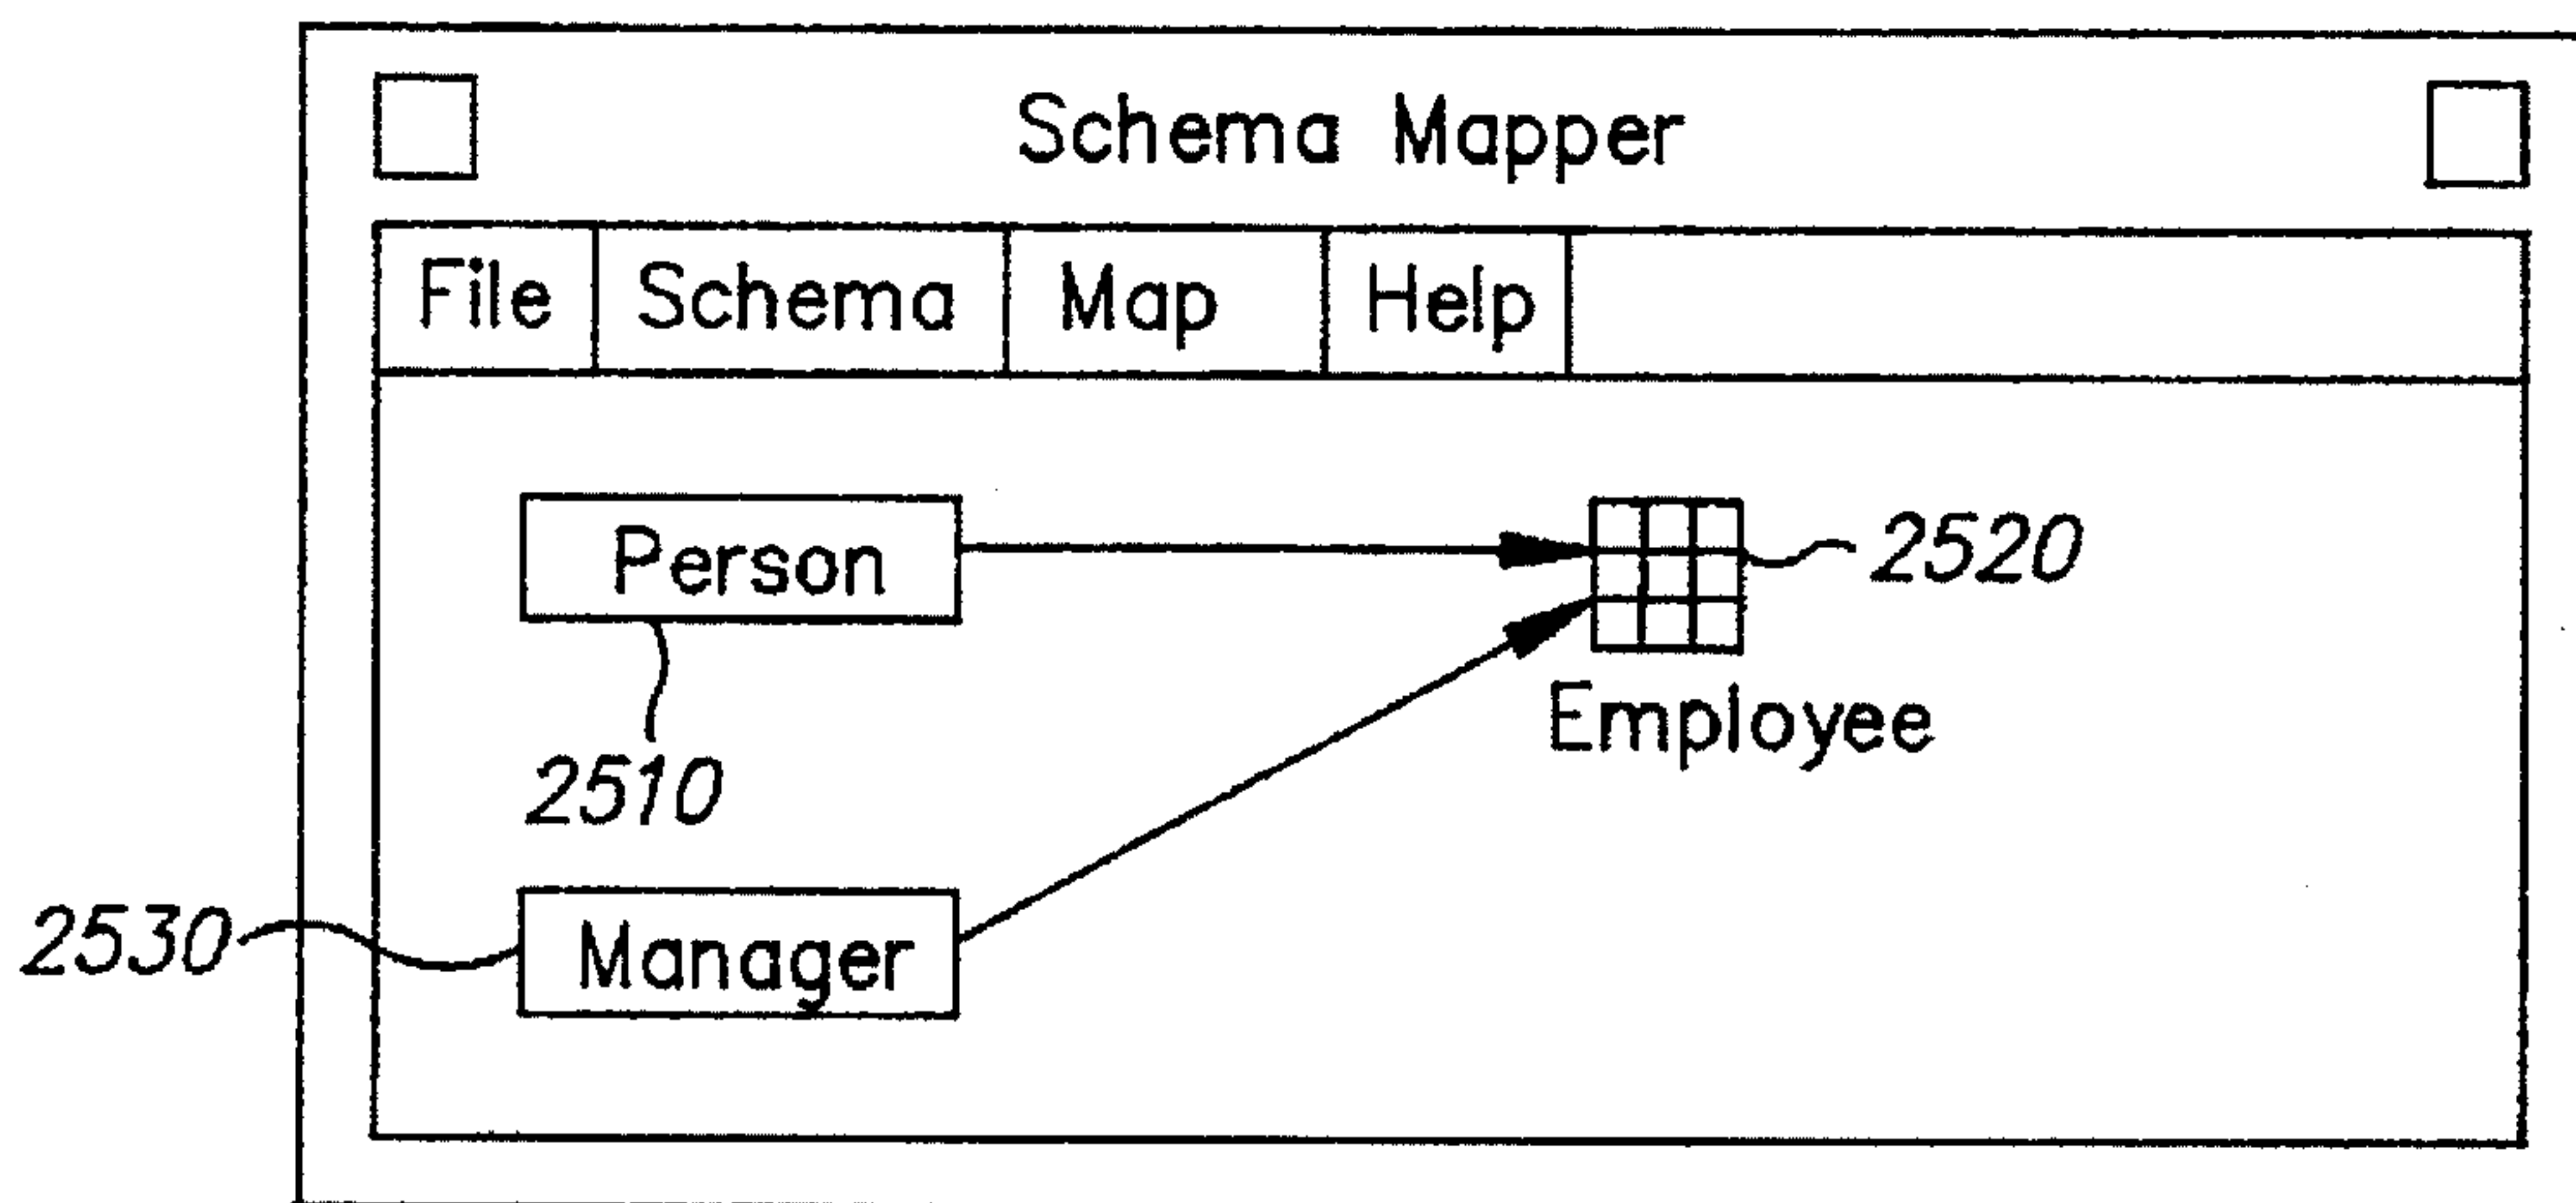 Schema Mapper
File Schema Map Help
Person 2520
Employee
2510
2530 Manager